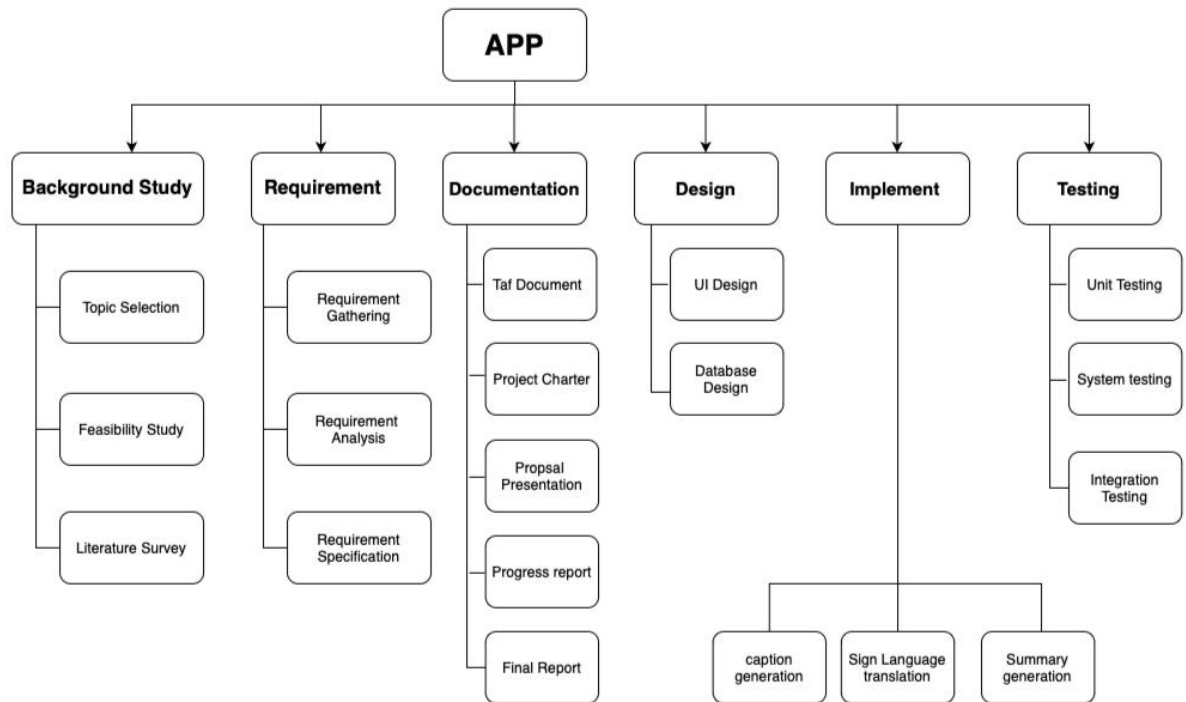 APP
Background Study
Requirement
Documentation
Design
Implement
Testing
Topic Selection
Feasibility Study
Literature Survey
Requirement
Gathering
Requirement
Analysis
Requirement
Specification
Taf Document
Project Charter
Propsal
Presentation
Progress report
Final Report
UI Design
Database
Design
caption
generation
Sign Language
translation
Summary
generation
Unit Testing
System testing
Integration
Testing